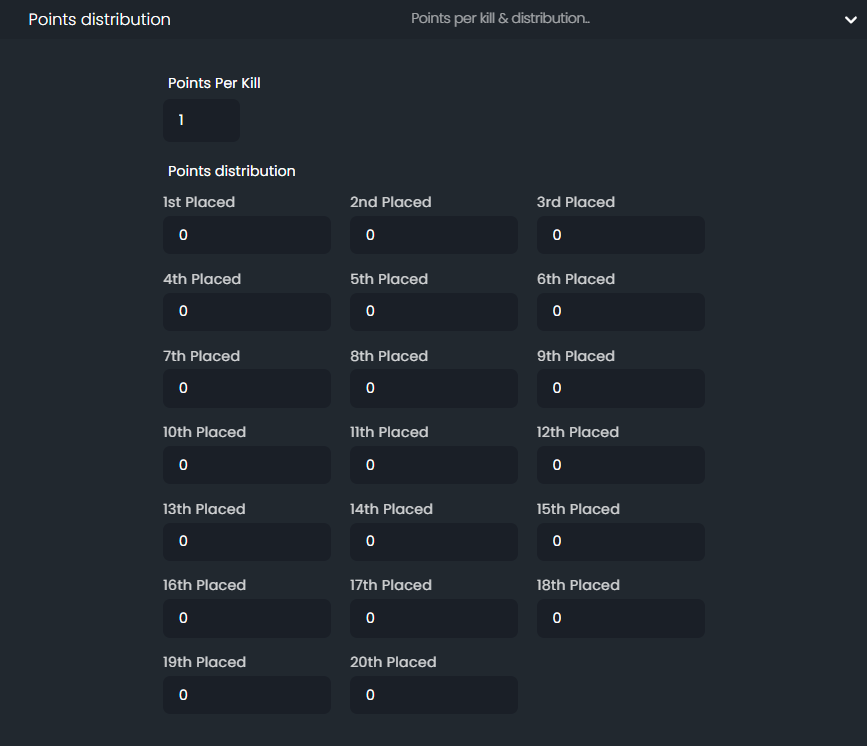 Points distribution Points per kill & distribution..
Points Per Kill
1
Points distribution
1st Placed 2nd Placed 3rd Placed
0 0 0
4th Placed 5th Placed 6th Placed
0 0 0
7th Placed 8th Placed 9th Placed
0 0 0
10th Placed 11th Placed 12th Placed
0 0 0
13th Placed 14th Placed 15th Placed
0 0 0
16th Placed 17th Placed 18th Placed
0 0 0
19th Placed 20th Placed
0 0